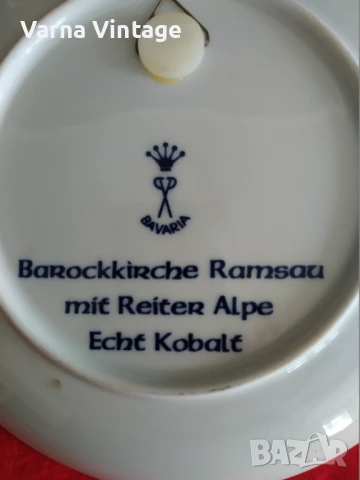 Varna Vintage
BAVARIA
Barockkirche Ramsau
mit Reiter Alpe
Echt Kobalt
BAZAR